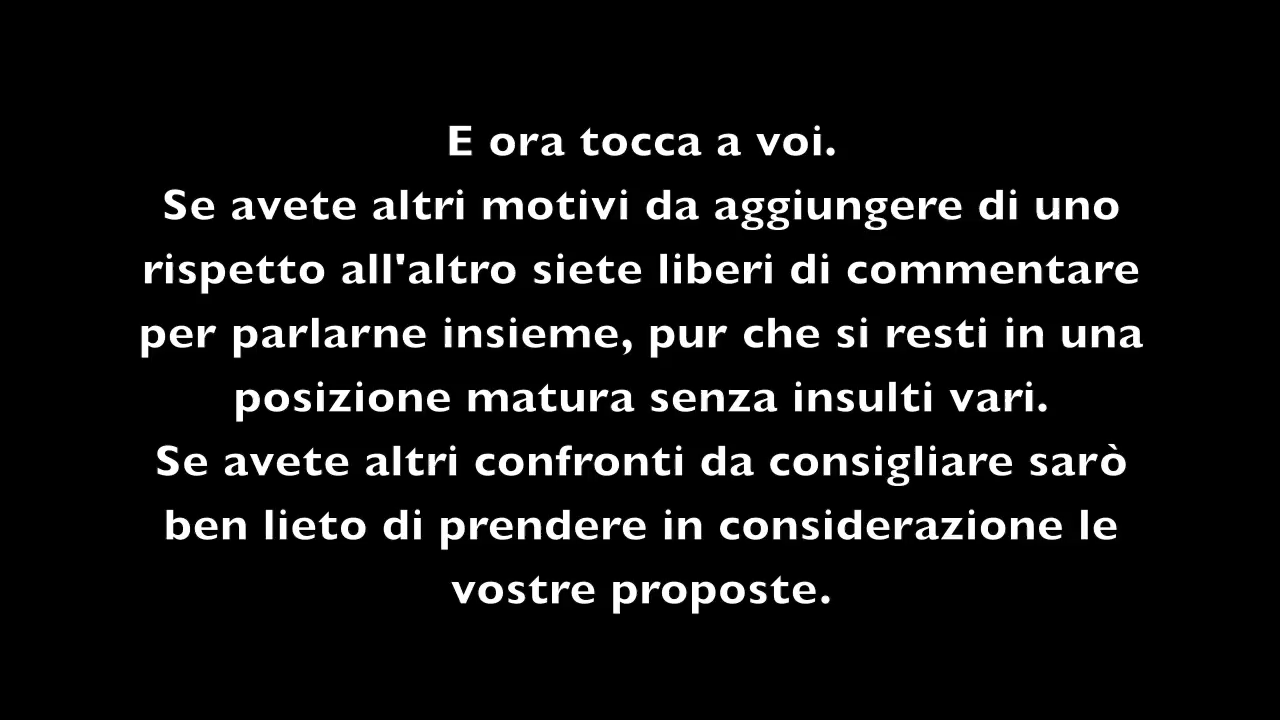 E ora tocca a voi.
Se avete altri motivi da aggiungere di uno
rispetto all'altro siete liberi di commentare
per parlarne insieme, pur che si resti in una
posizione matura senza insulti vari.
Se avete altri confronti da consigliare sarò
ben lieto di prendere in considerazione le
vostre proposte.